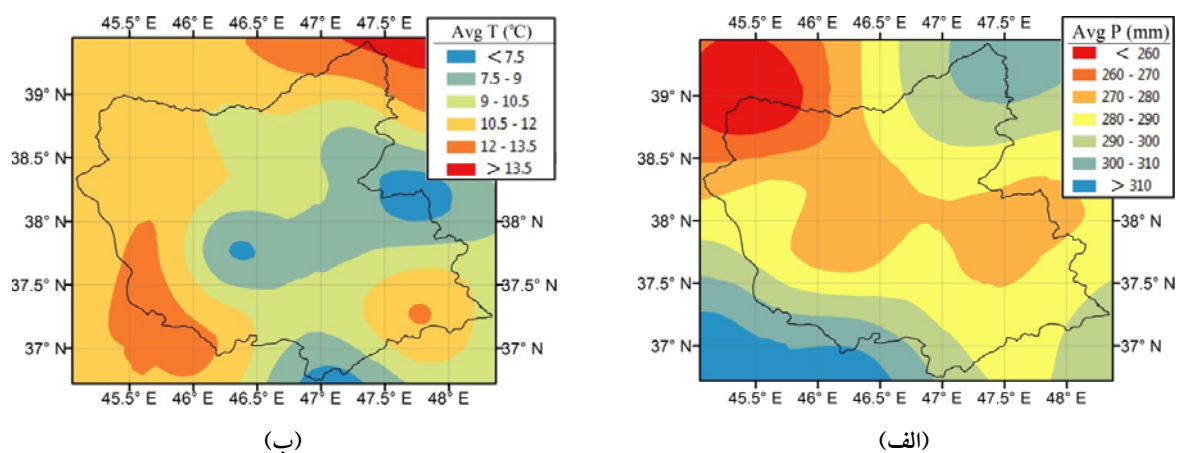 45.5° E 46° E 46.5° E 47° E 47.5° E 48° E
Avg T (℃)
< 7.5
7.5 - 9
9 - 10.5
10.5 - 12
12 - 13.5
> 13.5
39° N
38.5° N
38° N
37.5° N
37° N
38° N
37.5° N
37° N
45.5° E 46° E 46.5° E 47° E 47.5° E 48° E
(ب)
45.5° E 46° E 46.5° E 47° E 47.5° E 48° E
Avg P (mm)
< 260
260 - 270
270 - 280
280 - 290
290 - 300
300 - 310
> 310
39° N
38.5° N
38° N
37.5° N
37° N
38° N
37.5° N
37° N
45.5° E 46° E 46.5° E 47° E 47.5° E 48° E
(الف)